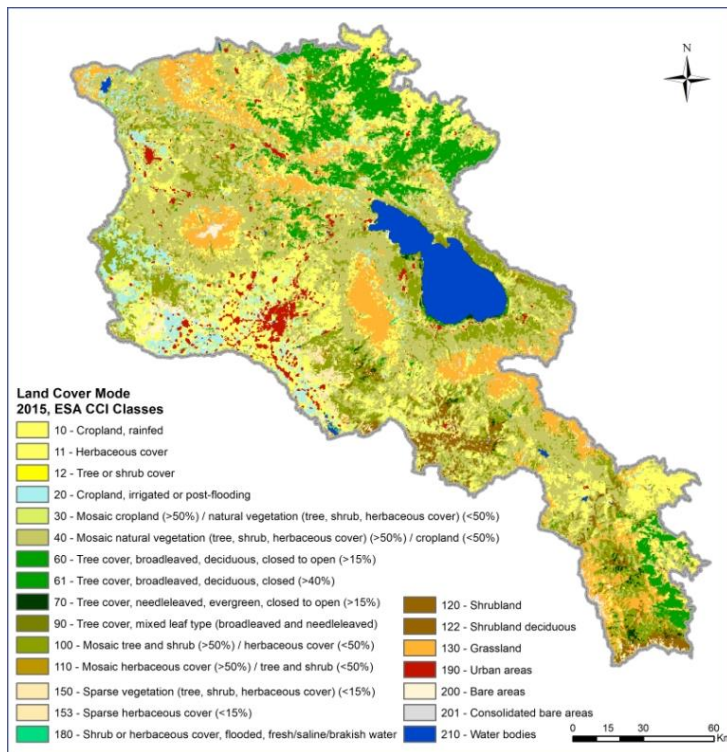 N
Land Cover Mode
2015, ESA CCI Classes
10 - Cropland, rainfed
11 - Herbaceous cover
12 - Tree or shrub cover
20 - Cropland, irrigated or post-flooding
30 - Mosaic cropland (>50%) / natural vegetation (tree, shrub, herbaceous cover) (<50%)
40 - Mosaic natural vegetation (tree, shrub, herbaceous cover) (>50%) / cropland (<50%)
60 - Tree cover, broadleaved, deciduous, closed to open (>15%)
61 - Tree cover, broadleaved, deciduous, closed (>40%)
70 - Tree cover, needleleaved, evergreen, closed to open (>15%)
90 - Tree cover, mixed leaf type (broadleaved and needleleaved)
100 - Mosaic tree and shrub (>50%) / herbaceous cover (<50%)
110 - Mosaic herbaceous cover (>50%) / tree and shrub (<50%)
150 - Sparse vegetation (tree, shrub, herbaceous cover) (<15%)
153 - Sparse herbaceous cover (<15%)
180 - Shrub or herbaceous cover, flooded, fresh/saline/brakish water
120 - Shrubland
122 - Shrubland deciduous
130 - Grassland
190 - Urban areas
200 - Bare areas
201 - Consolidated bare areas
210 - Water bodies
0 10 20 40 60
Km